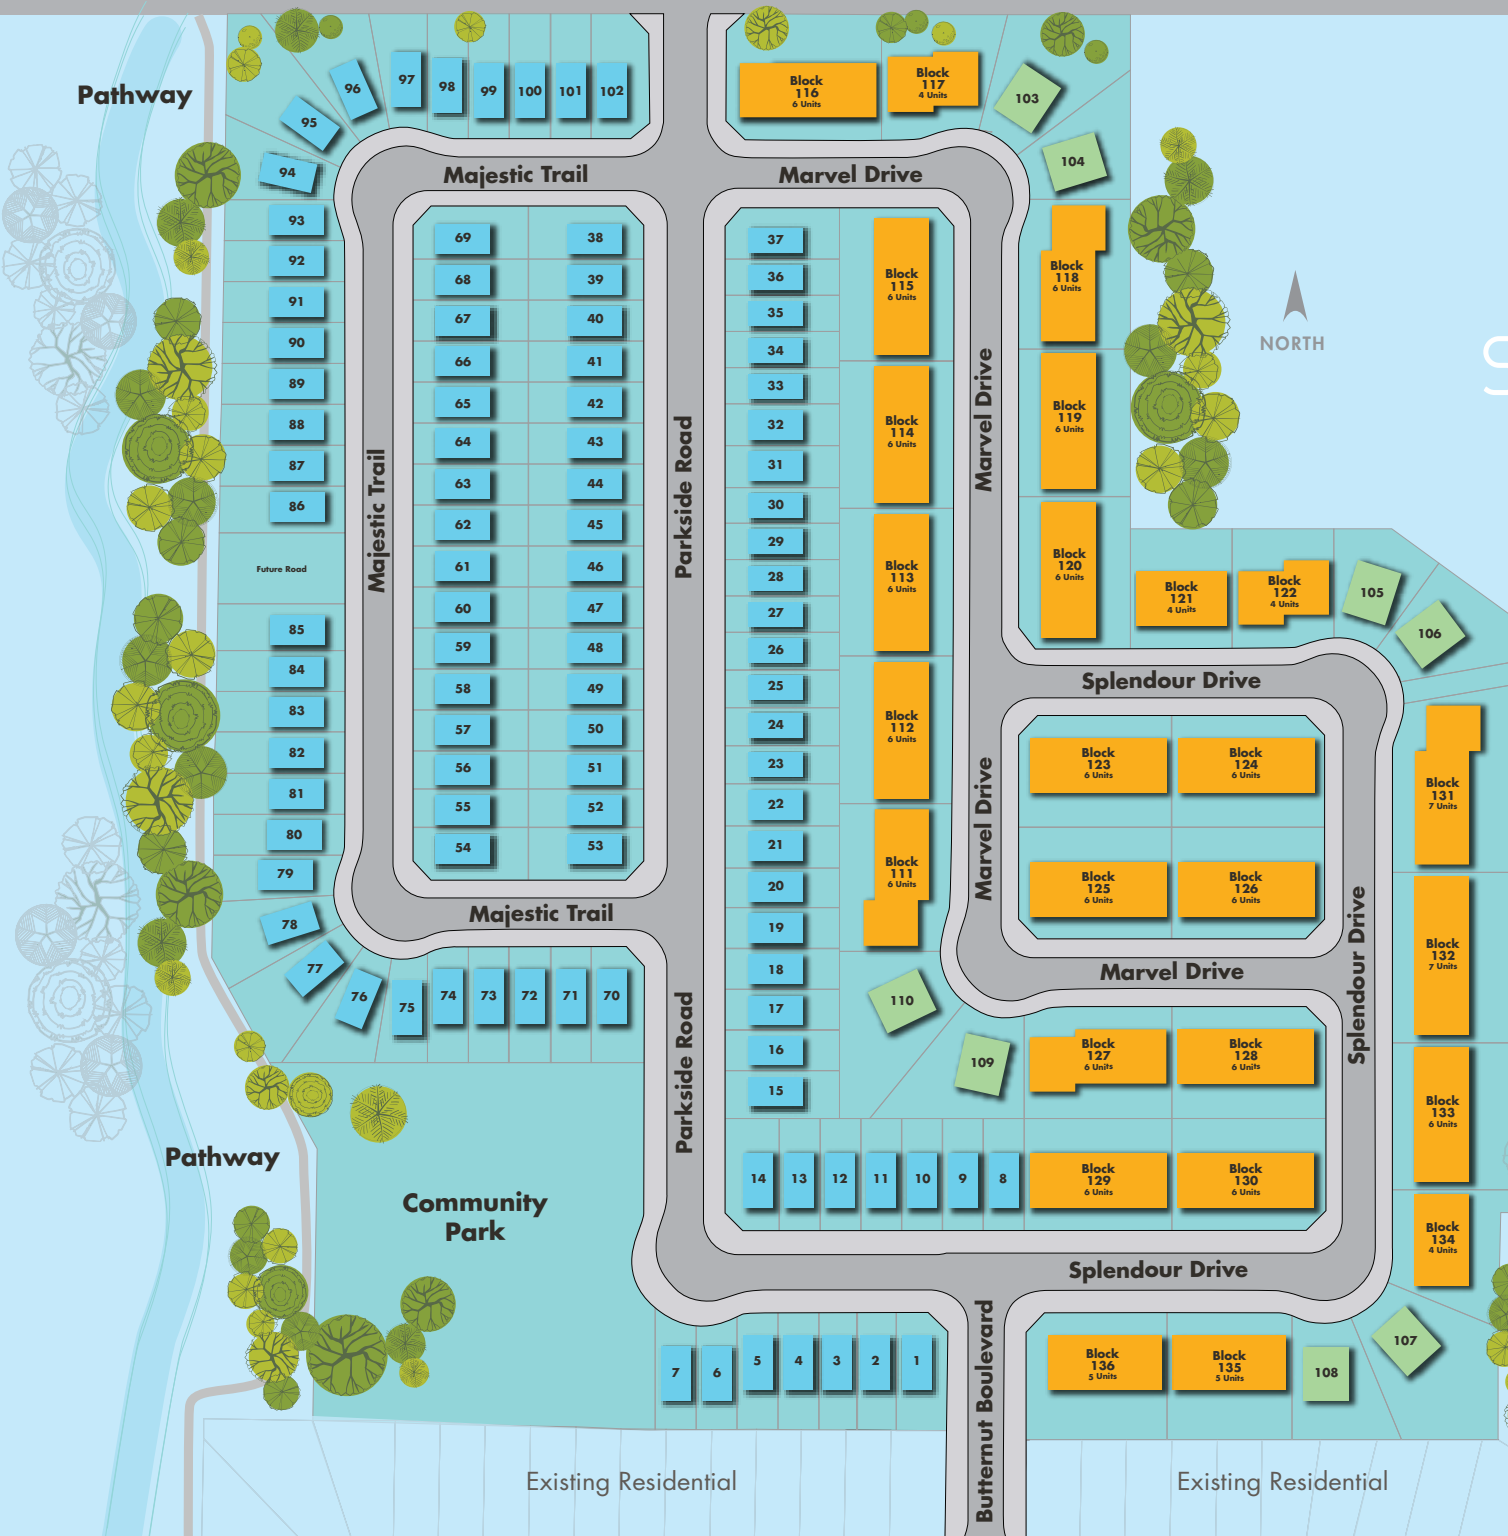 Pathway
96
97
98
99
100
101
102
Block
116
6 Units
Block
117
4 Units
103
95
94
104
Majestic Trail
Marvel Drive
93
92
91
90
89
88
87
86
Future Road
85
84
83
82
81
80
79
78
77
76
75
74
73
72
71
70
Majestic Trail
69
68
67
66
65
64
63
62
61
60
59
58
57
56
55
54
38
39
40
41
42
43
44
45
46
47
48
49
50
51
52
53
Majestic Trail
Parkside Road
Parkside Road
37
36
35
34
33
32
31
30
29
28
27
26
25
24
23
22
21
20
19
18
17
16
15
Block
115
6 Units
Block
114
6 Units
Block
113
6 Units
Block
112
6 Units
Block
111
6 Units
110
109
Marvel Drive
Marvel Drive
Block
118
6 Units
Block
119
6 Units
Block
120
6 Units
NORTH
Block
121
4 Units
Block
122
4 Units
105
106
Splendour Drive
Block
123
6 Units
Block
124
6 Units
Block
125
6 Units
Block
126
6 Units
Marvel Drive
Splendour Drive
Block
131
7 Units
Block
132
7 Units
Block
133
6 Units
Block
134
4 Units
Block
127
6 Units
Block
128
6 Units
14
13
12
11
10
9
8
Block
129
6 Units
Block
130
6 Units
Pathway
Community
Park
Splendour Drive
7
6
5
4
3
2
1
Butternut Boulevard
Block
136
5 Units
Block
135
5 Units
108
107
Existing Residential
Existing Residential